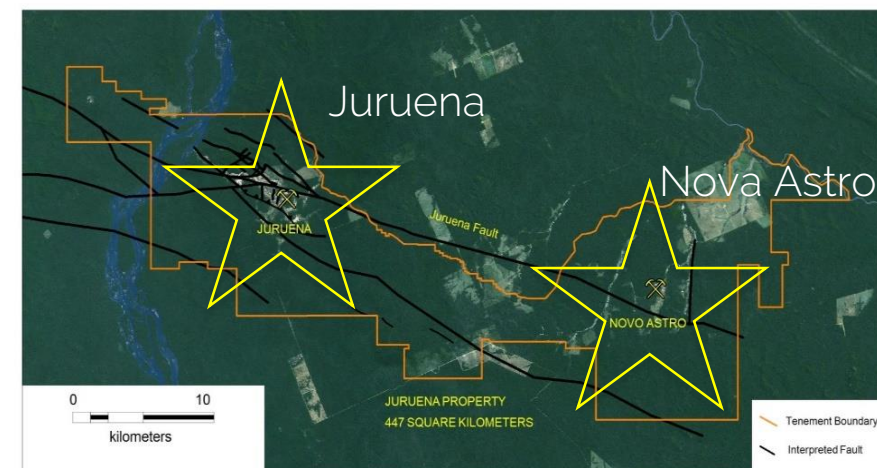 Juruena
Nova Astro
Juruena Fault
JURUENA
NOVO ASTRO
0 10
kilometers
JURUENA PROPERTY
447 SQUARE KILOMETERS
Tenement Boundary
Interpreted Fault